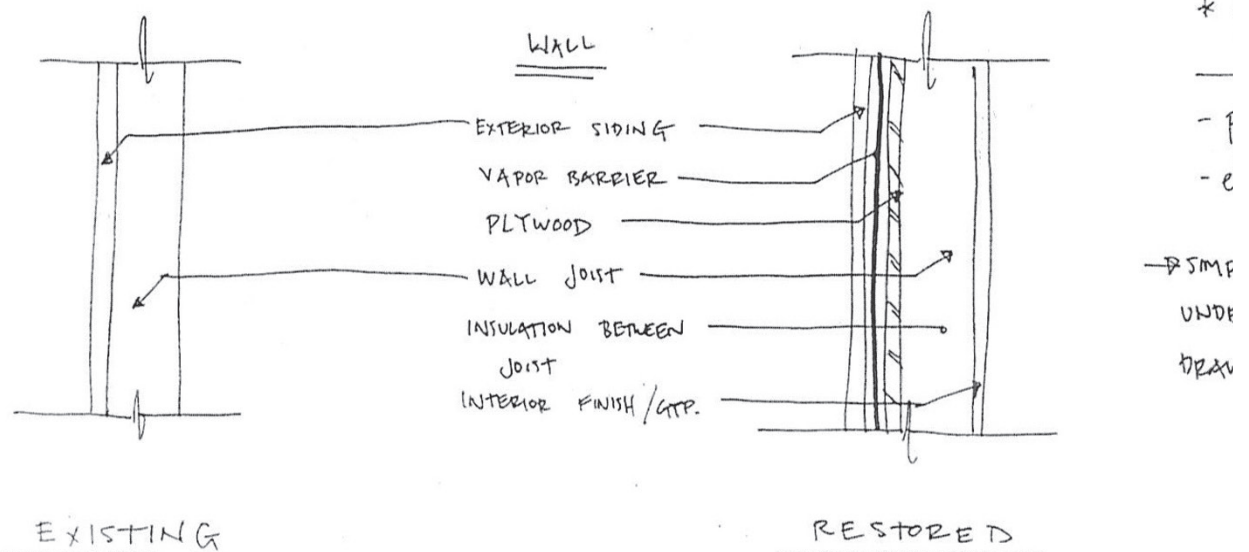 WALL
EXTERIOR SIDING
VAPOR BARRIER
PLYWOOD
WALL JOIST
INSULATION BETWEEN
JOIST
INTERIOR FINISH/GYP.
EXISTING
RESTORED
*
-
-